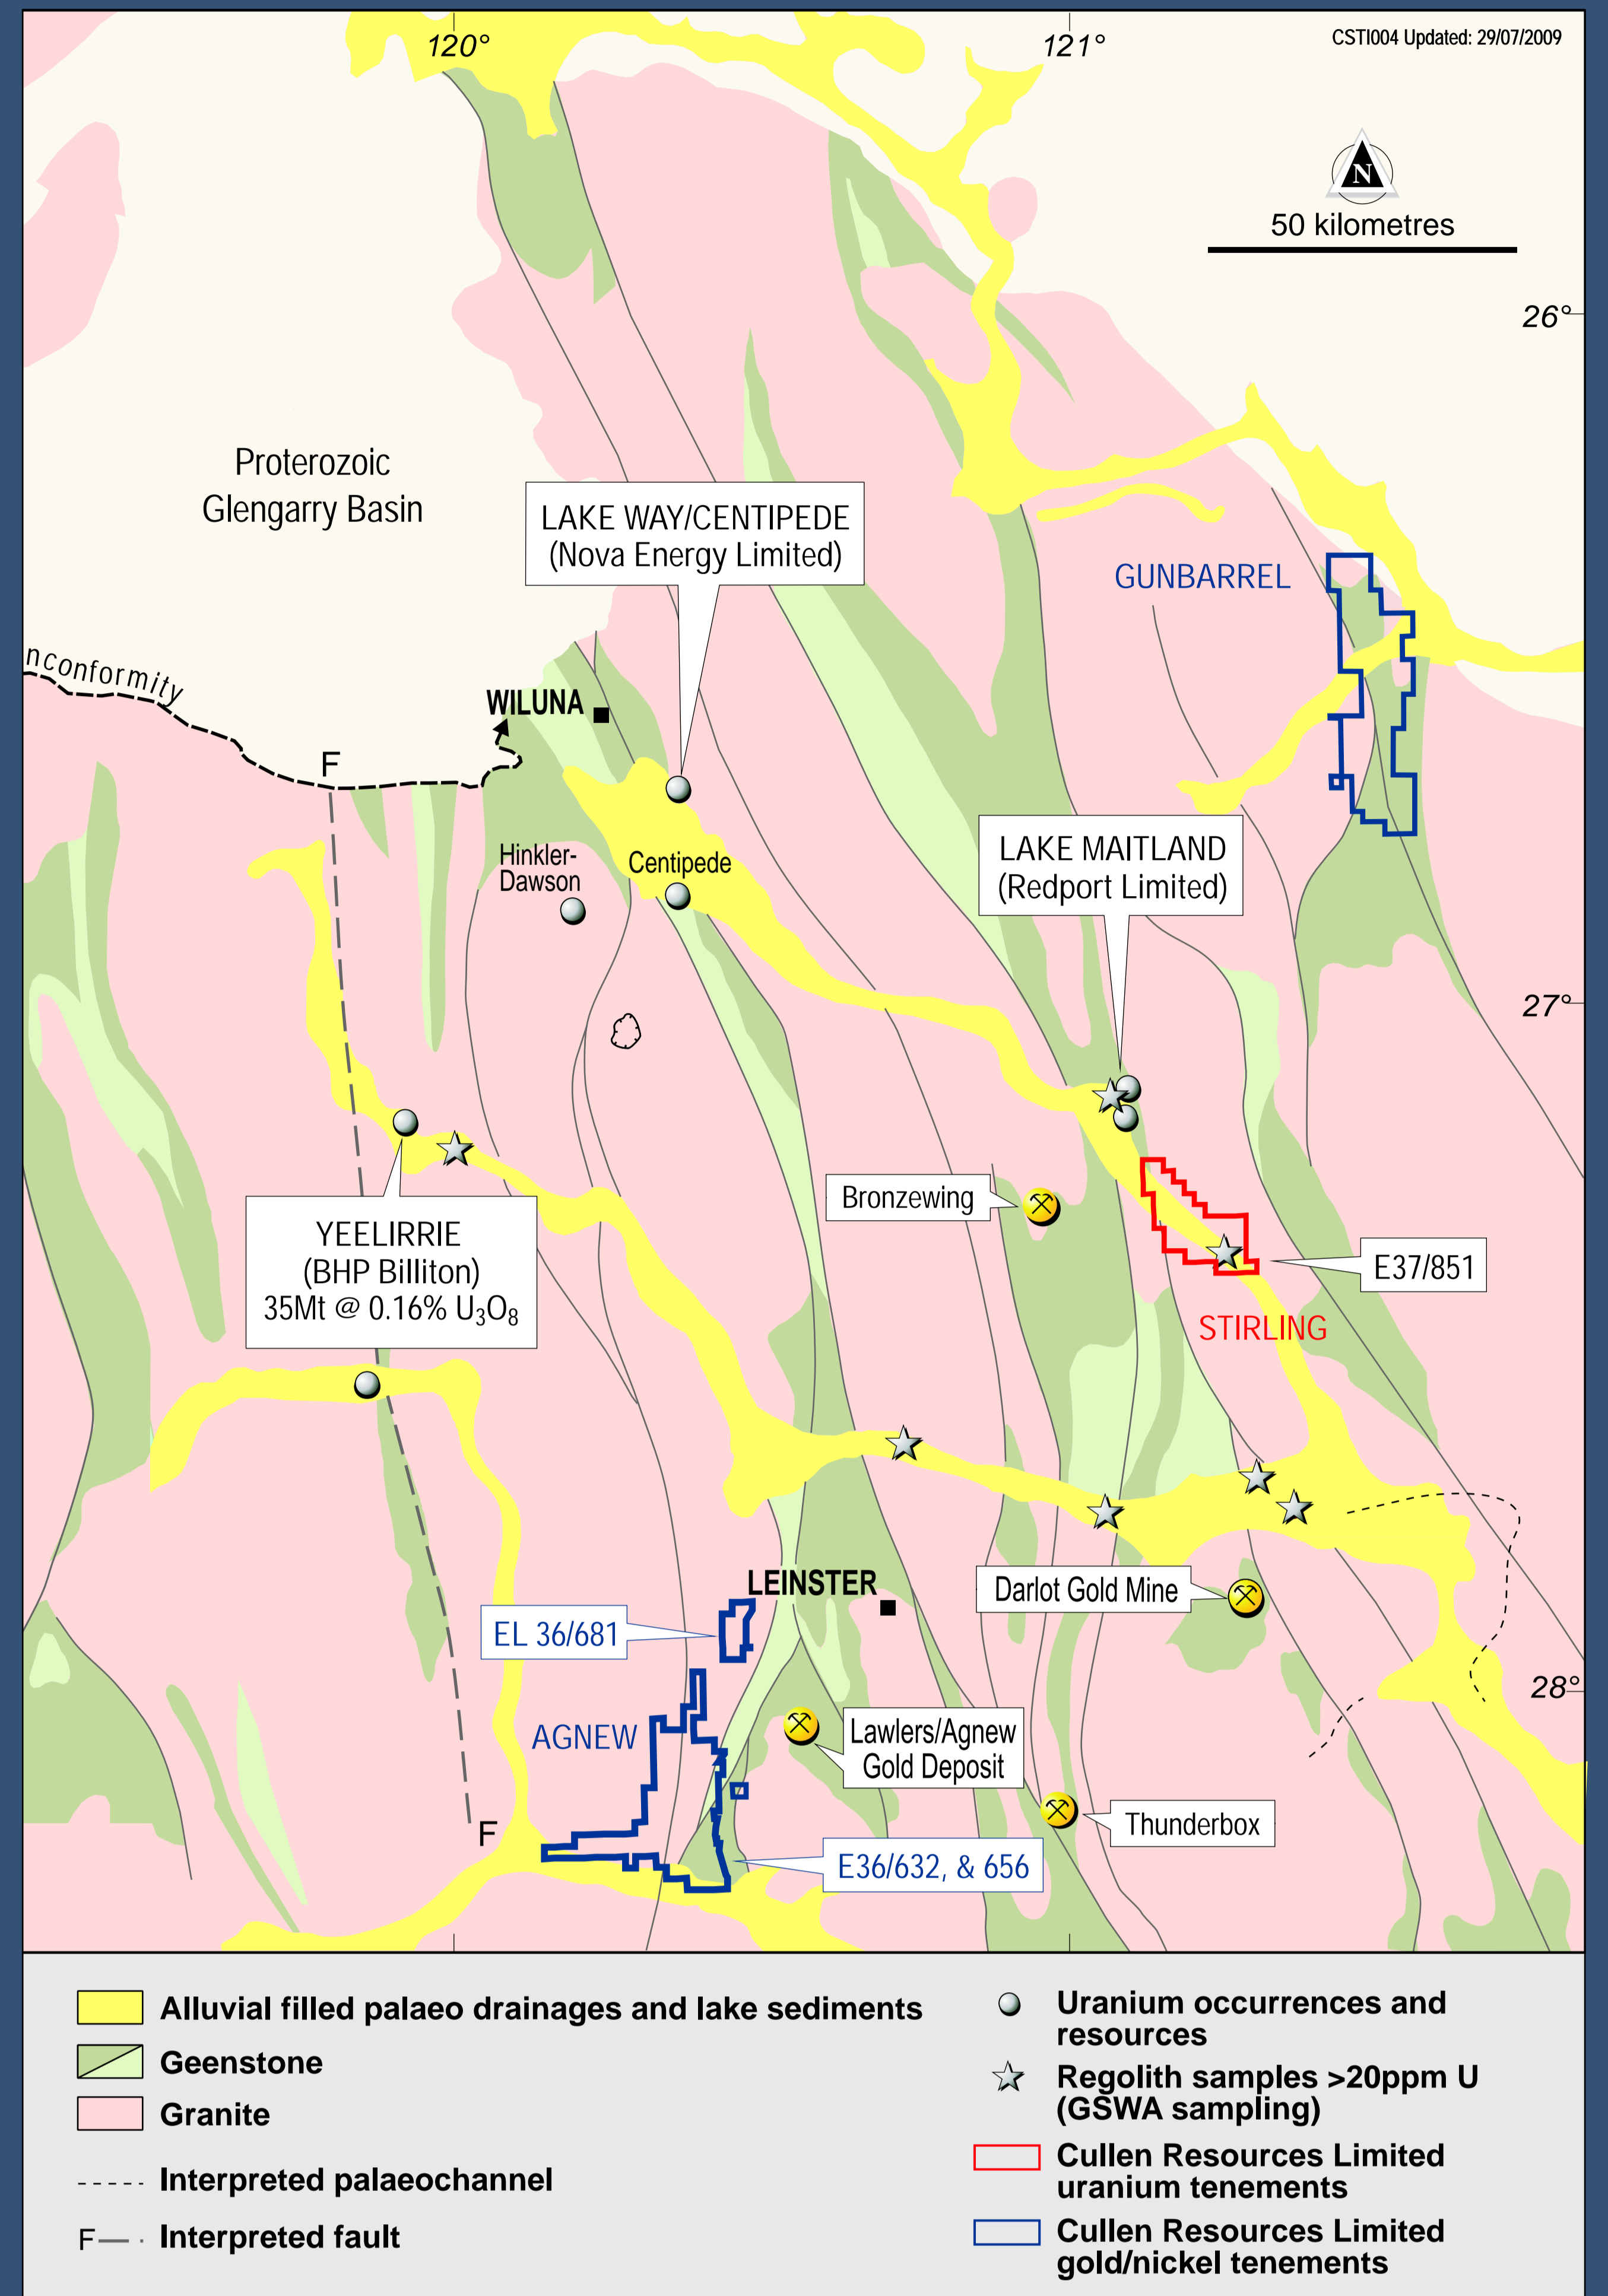 120°
121°
CSTI004 Updated: 29/07/2009
N
50 kilometres
26°
Proterozoic
Glengarry Basin
LAKE WAY/CENTIPEDE
(Nova Energy Limited)
GUNBARREL
nconformity
WILUNA
F
Hinkler-
Dawson
Centipede
LAKE MAITLAND
(Redport Limited)
27°
Bronzewing
YEELIRRIE
(BHP Billiton)
35Mt @ 0.16% U₃O₈
E37/851
STIRLING
LEINSTER
Darlot Gold Mine
EL 36/681
28°
AGNEW
Lawlers/Agnew
Gold Deposit
Thunderbox
F
E36/632, & 656
Alluvial filled palaeo drainages and lake sediments
Geenstone
Granite
Interpreted palaeochannel
F
Interpreted fault
Uranium occurrences and
resources
Regolith samples >20ppm U
(GSWA sampling)
Cullen Resources Limited
uranium tenements
Cullen Resources Limited
gold/nickel tenements